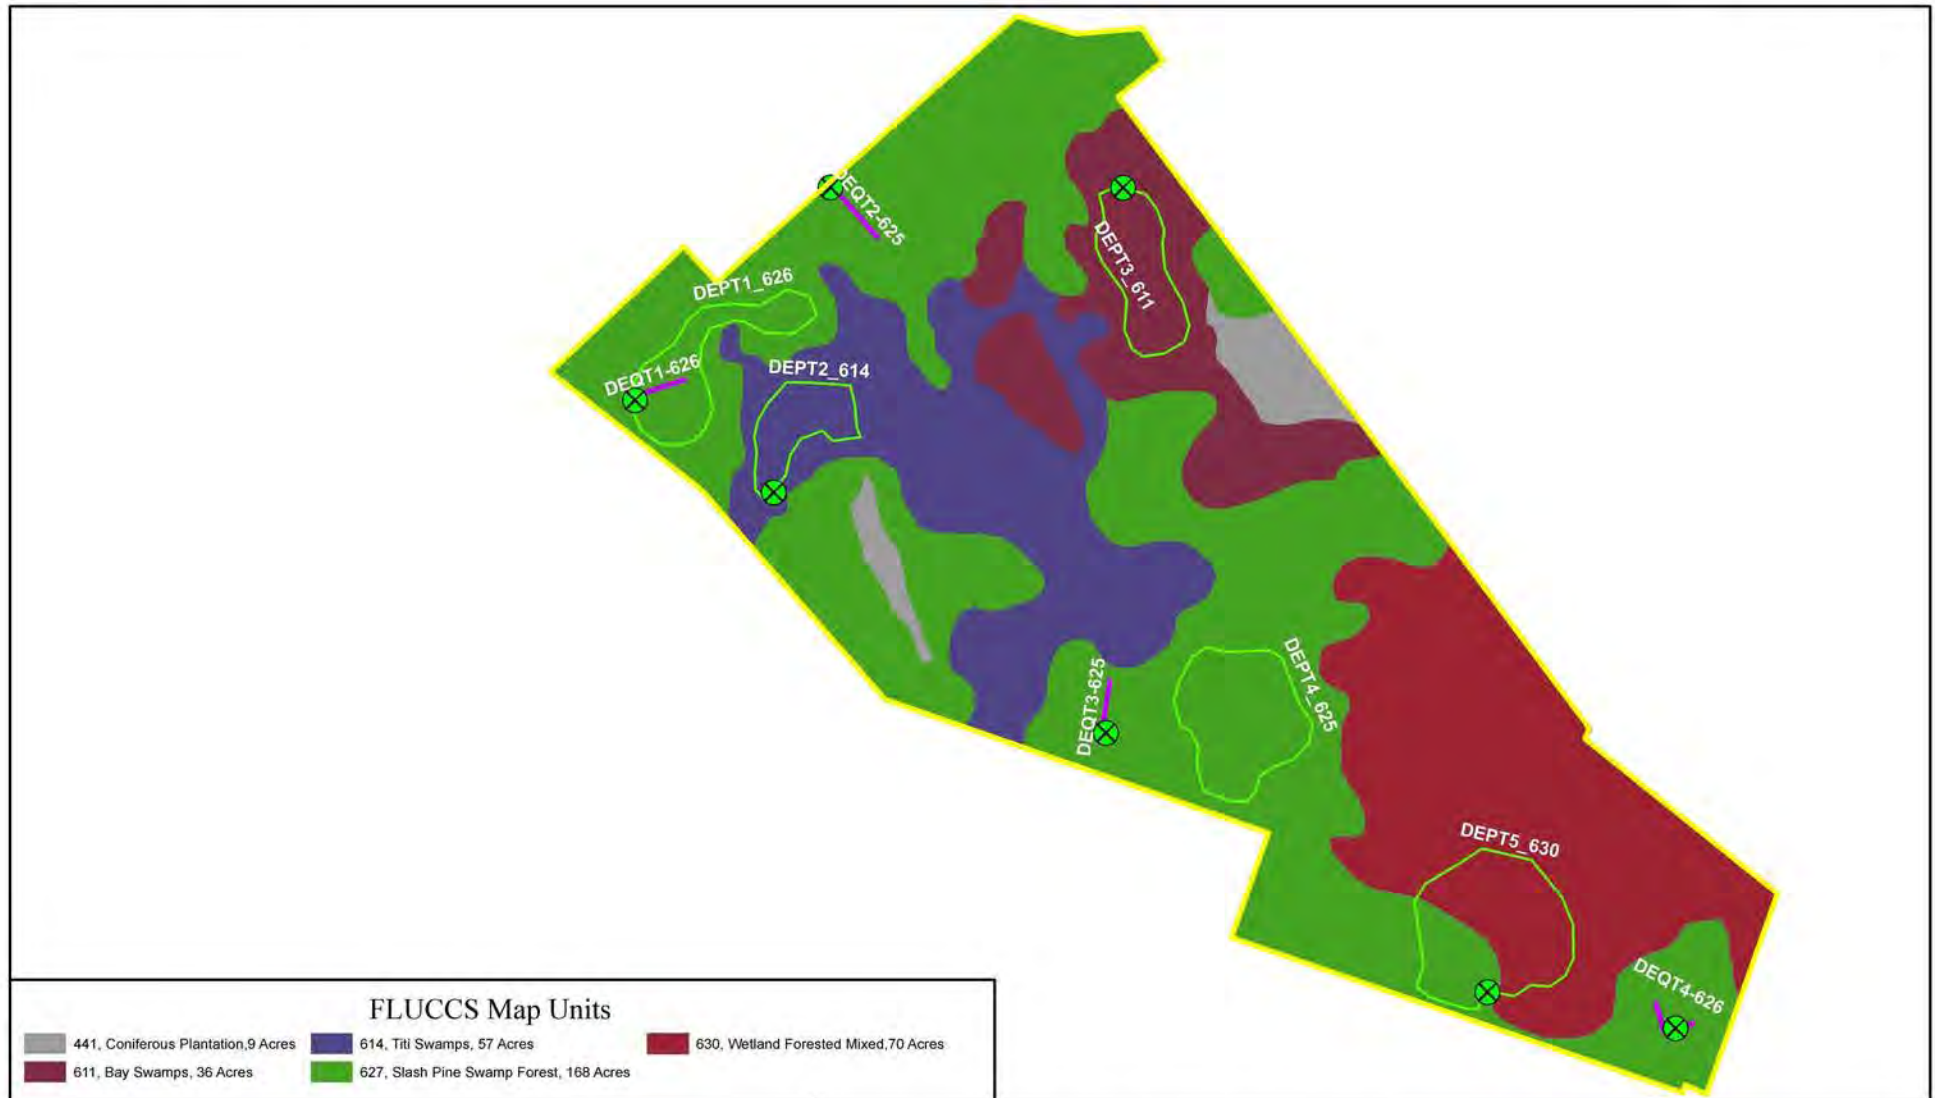 DEQT2-625
DEPT3_611
DEPT1_626
DEQT1-626
DEPT2_614
DEPT4_625
DEQT3-625
DEPT5_630
DEQT4-626
FLUCCS Map Units
441, Coniferous Plantation,9 Acres
614, Titi Swamps, 57 Acres
630, Wetland Forested Mixed,70 Acres
611, Bay Swamps, 36 Acres
627, Slash Pine Swamp Forest, 168 Acres